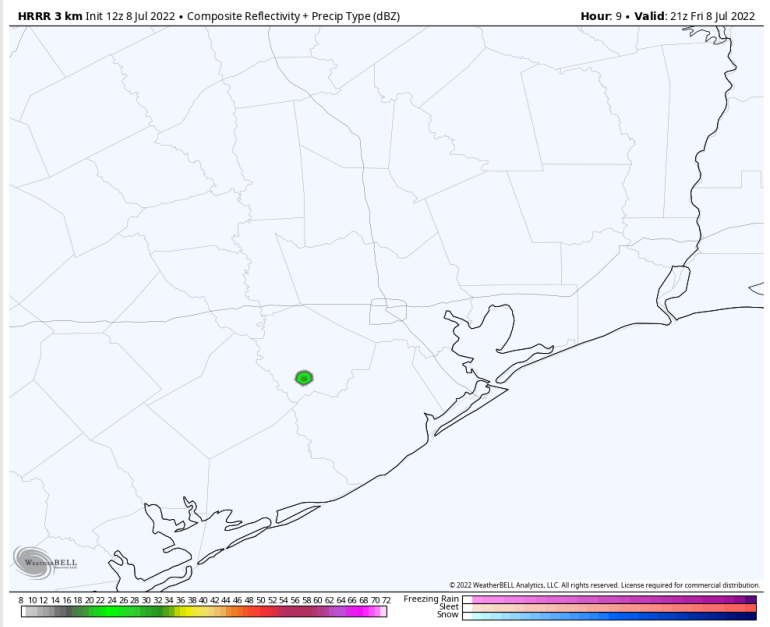 HRRR 3 km Init 12z 8 Jul 2022 • Composite Reflectivity + Precip Type (dBZ)
Hour: 9 • Valid: 21z Fri 8 Jul 2022
WEATHERBELL
© 2022 WeatherBELL Analytics, LLC. All rights reserved. License required for commercial distribution.
8 10 12 14 16 18 20 22 24 26 28 30 32 34 36 38 40 42 44 46 48 50 52 54 56 58 60 62 64 66 68 70 72
Freezing Rain
Sleet
Snow